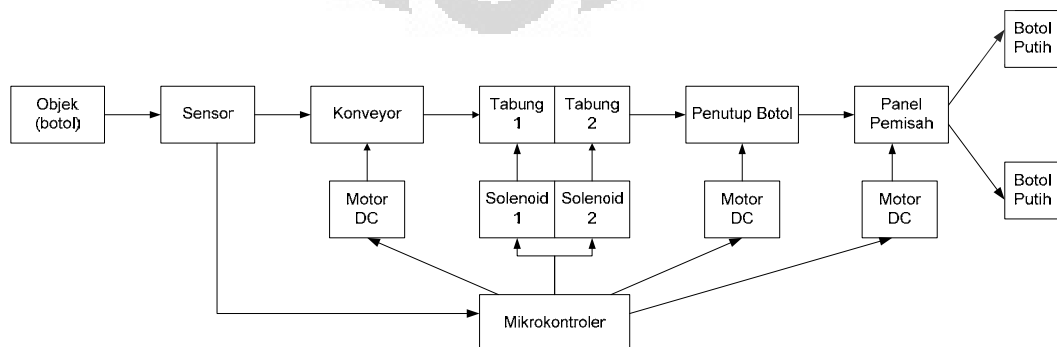 Botol
Putih
Objek
(botol)
Sensor
Konveyor
Tabung
1
Tabung
2
Penutup Botol
Panel
Pemisah
Botol
Putih
Motor
DC
Solenoid
1
Solenoid
2
Motor
DC
Motor
DC
Mikrokontroler